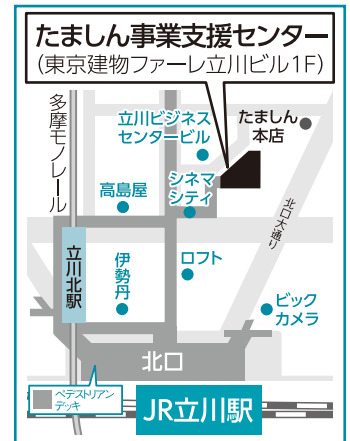 たましん事業支援センター
(東京建物ファーレ立川ビル1F)
多摩モノレール
立川ビジネス
センタービル
たましん
本店
シネマ
シティ
高島屋
北口大通り
立川北駅
伊勢丹
ロフト
ビック
カメラ
北口
ペデストリアン
デッキ
JR立川駅